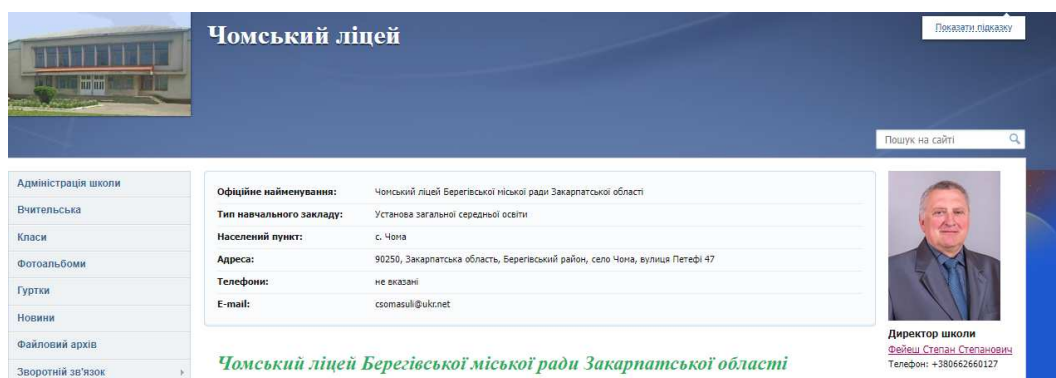 Чомський ліцей
Показати підказку
Пошук на сайті
Адміністрація школи
Вчительська
Класи
Фотоальбоми
Гуртки
Новини
Файловий архів
Зворотній зв'язок
Офіційне найменування: Чомський ліцей Берегівської міської ради Закарпатської області
Тип навчального закладу: Установа загальної середньої освіти
Населений пункт: с. Чома
Адреса: 90250, Закарпатська область, Берегівський район, село Чома, вулиця Петефі 47
Телефони: не вказані
E-mail: csomasuli@ukr.net
Чомський ліцей Берегівської міської ради Закарпатської області
Директор школи
Фейеш Степан Степанович
Телефон: +380662660127